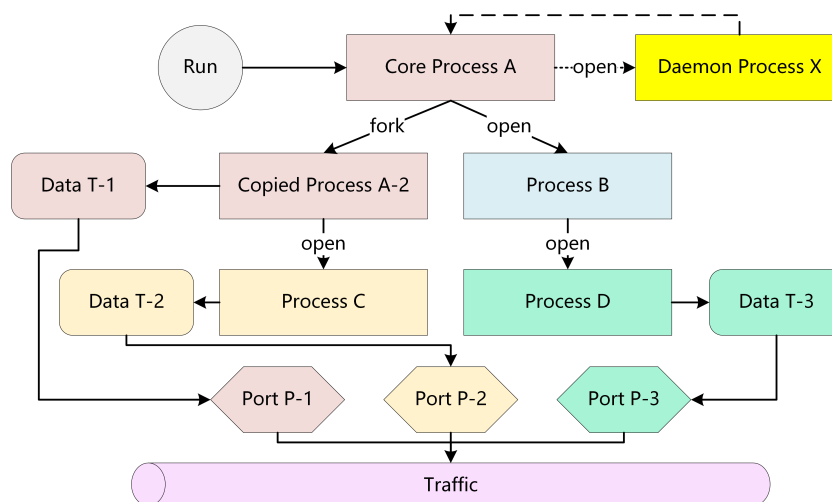 Run
Core Process A
open
Daemon Process X
fork
open
Data T-1
Copied Process A-2
Process B
open
open
Data T-2
Process C
Process D
Data T-3
Port P-1
Port P-2
Port P-3
Traffic